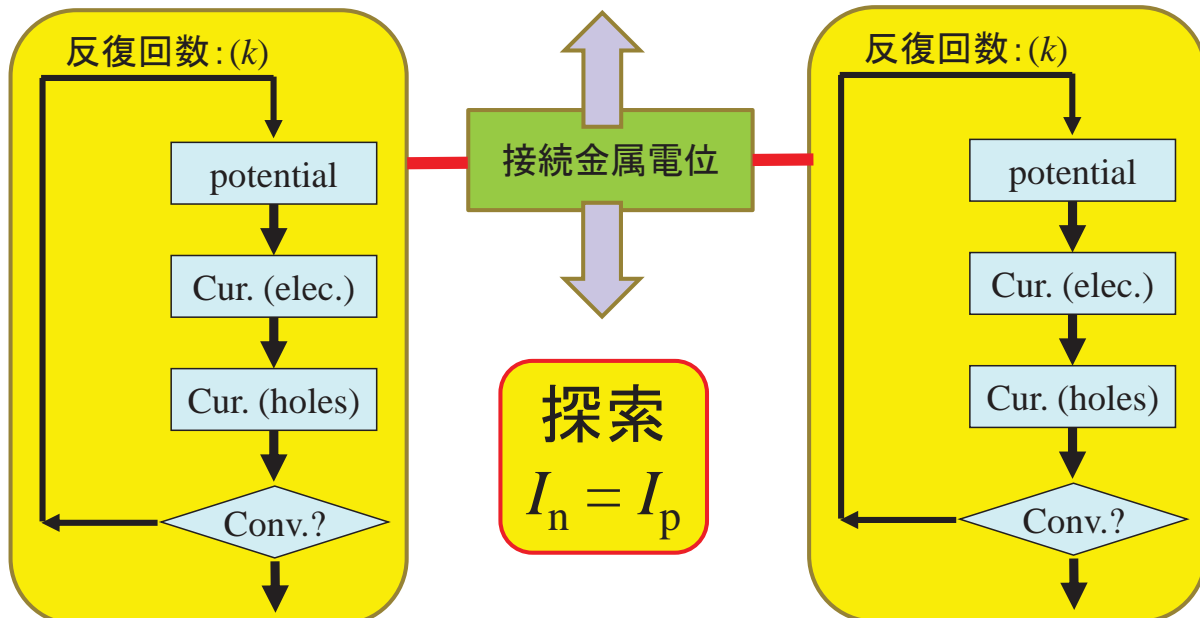 反復回数:(k)
potential
Cur. (elec.)
Cur. (holes)
Conv.?
接続金属電位
探索
Iₙ = Iₚ
反復回数:(k)
potential
Cur. (elec.)
Cur. (holes)
Conv.?